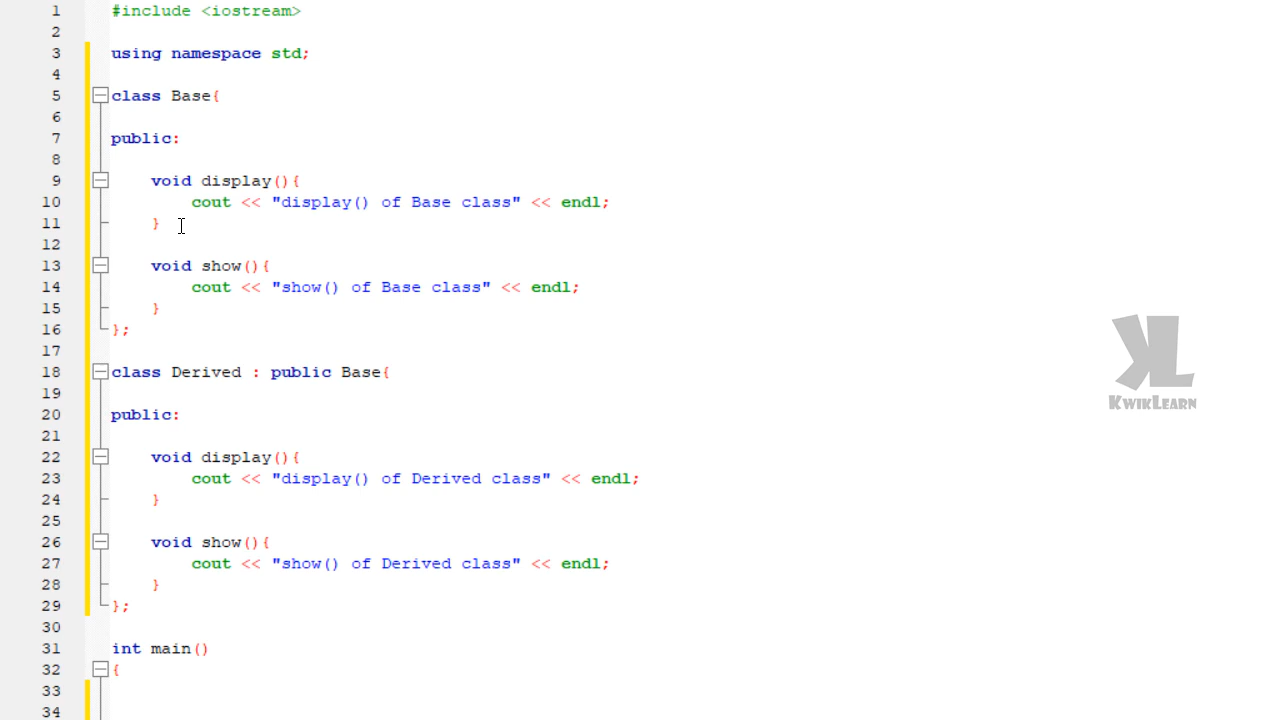 1 #include <iostream>
2
3 using namespace std;
4
5 class Base{
6
7 public:
8
9 void display(){
10 cout << "display() of Base class" << endl;
11 }
12
13 void show(){
14 cout << "show() of Base class" << endl;
15 }
16 };
17
18 class Derived : public Base{
19
20 public:
21
22 void display(){
23 cout << "display() of Derived class" << endl;
24 }
25
26 void show(){
27 cout << "show() of Derived class" << endl;
28 }
29 };
30
31 int main()
32 {
33
34
KL
KwikLearn